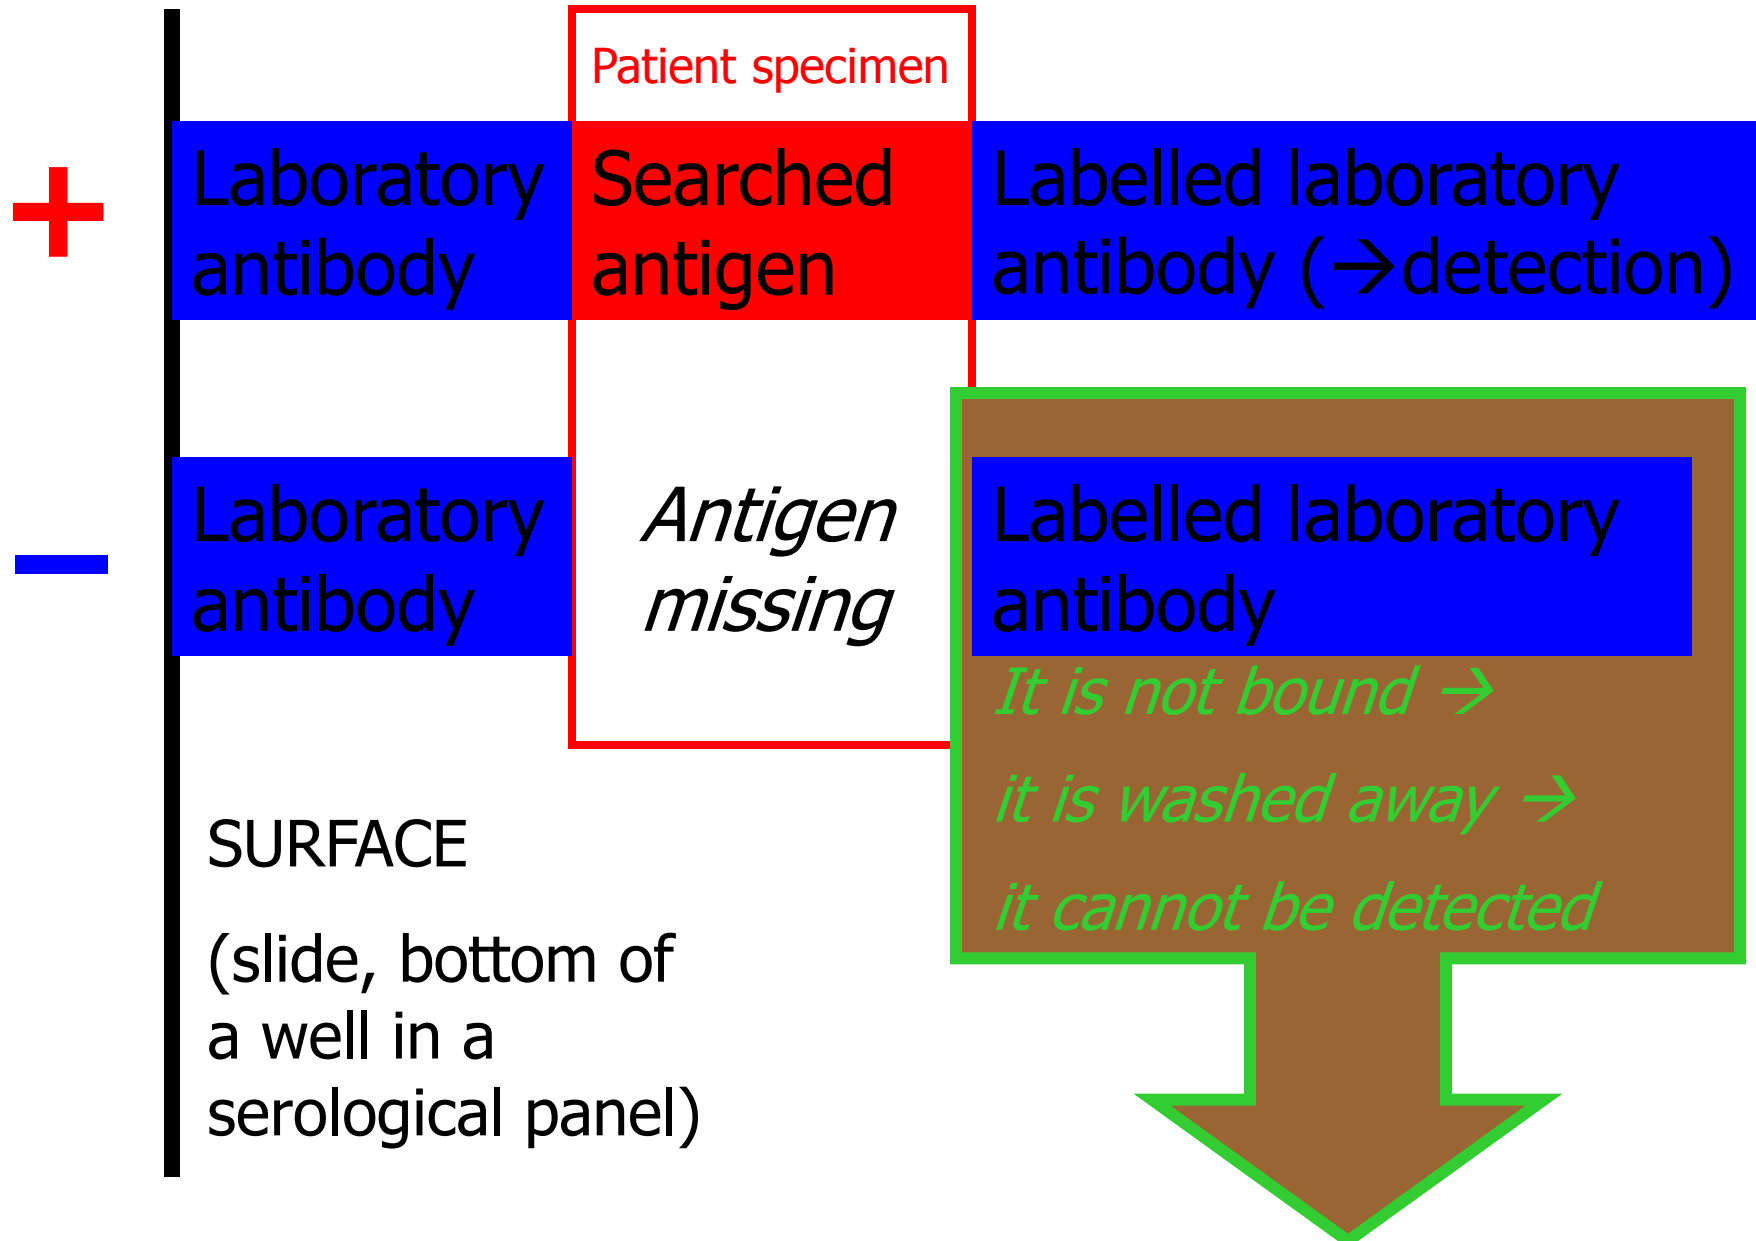 Patient specimen
+
Laboratory
antibody
Searched
antigen
Labelled laboratory
antibody (→detection)
–
Laboratory
antibody
Antigen
missing
Labelled laboratory
antibody
It is not bound →
it is washed away →
it cannot be detected
SURFACE
(slide, bottom of
a well in a
serological panel)